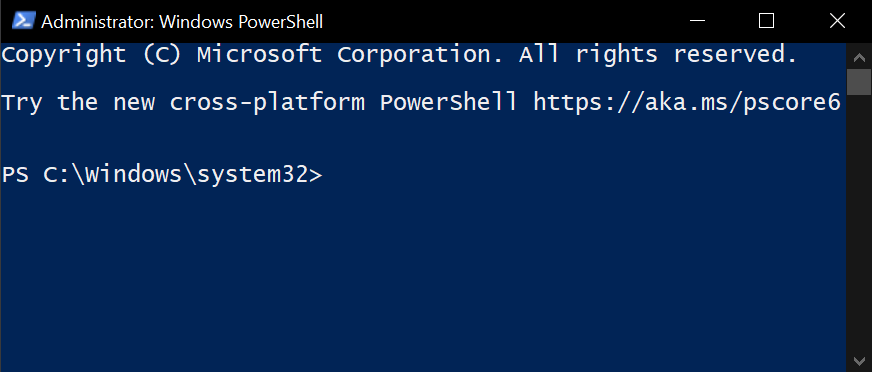 Administrator: Windows PowerShell
Copyright (C) Microsoft Corporation. All rights reserved.
Try the new cross-platform PowerShell https://aka.ms/pscore6
PS C:\Windows\system32>